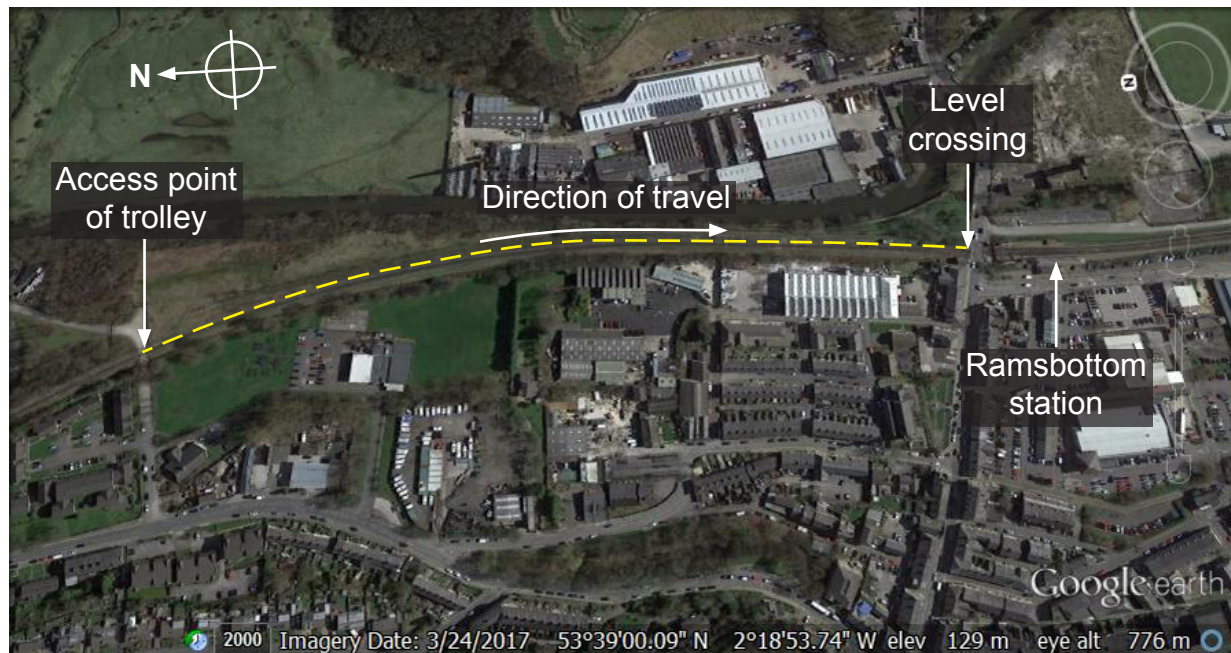 N
N
Level
crossing
Access point
of trolley
Direction of travel
Ramsbottom
station
Google earth
2000 Imagery Date: 3/24/2017 53°39'00.09" N 2°18'53.74" W elev 129 m eye alt 776 m